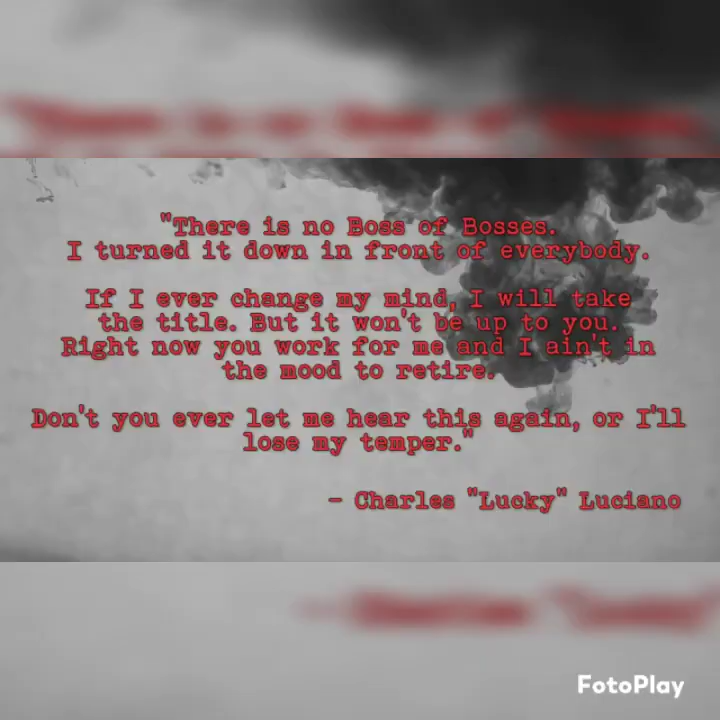 "There is no Boss of Bosses.
I turned it down in front of everybody.
If I ever change my mind, I will take
the title. But it won't be up to you.
Right now you work for me and I ain't in
the mood to retire.
Don't you ever let me hear this again, or I'll
lose my temper."
- Charles "Lucky" Luciano
FotoPlay